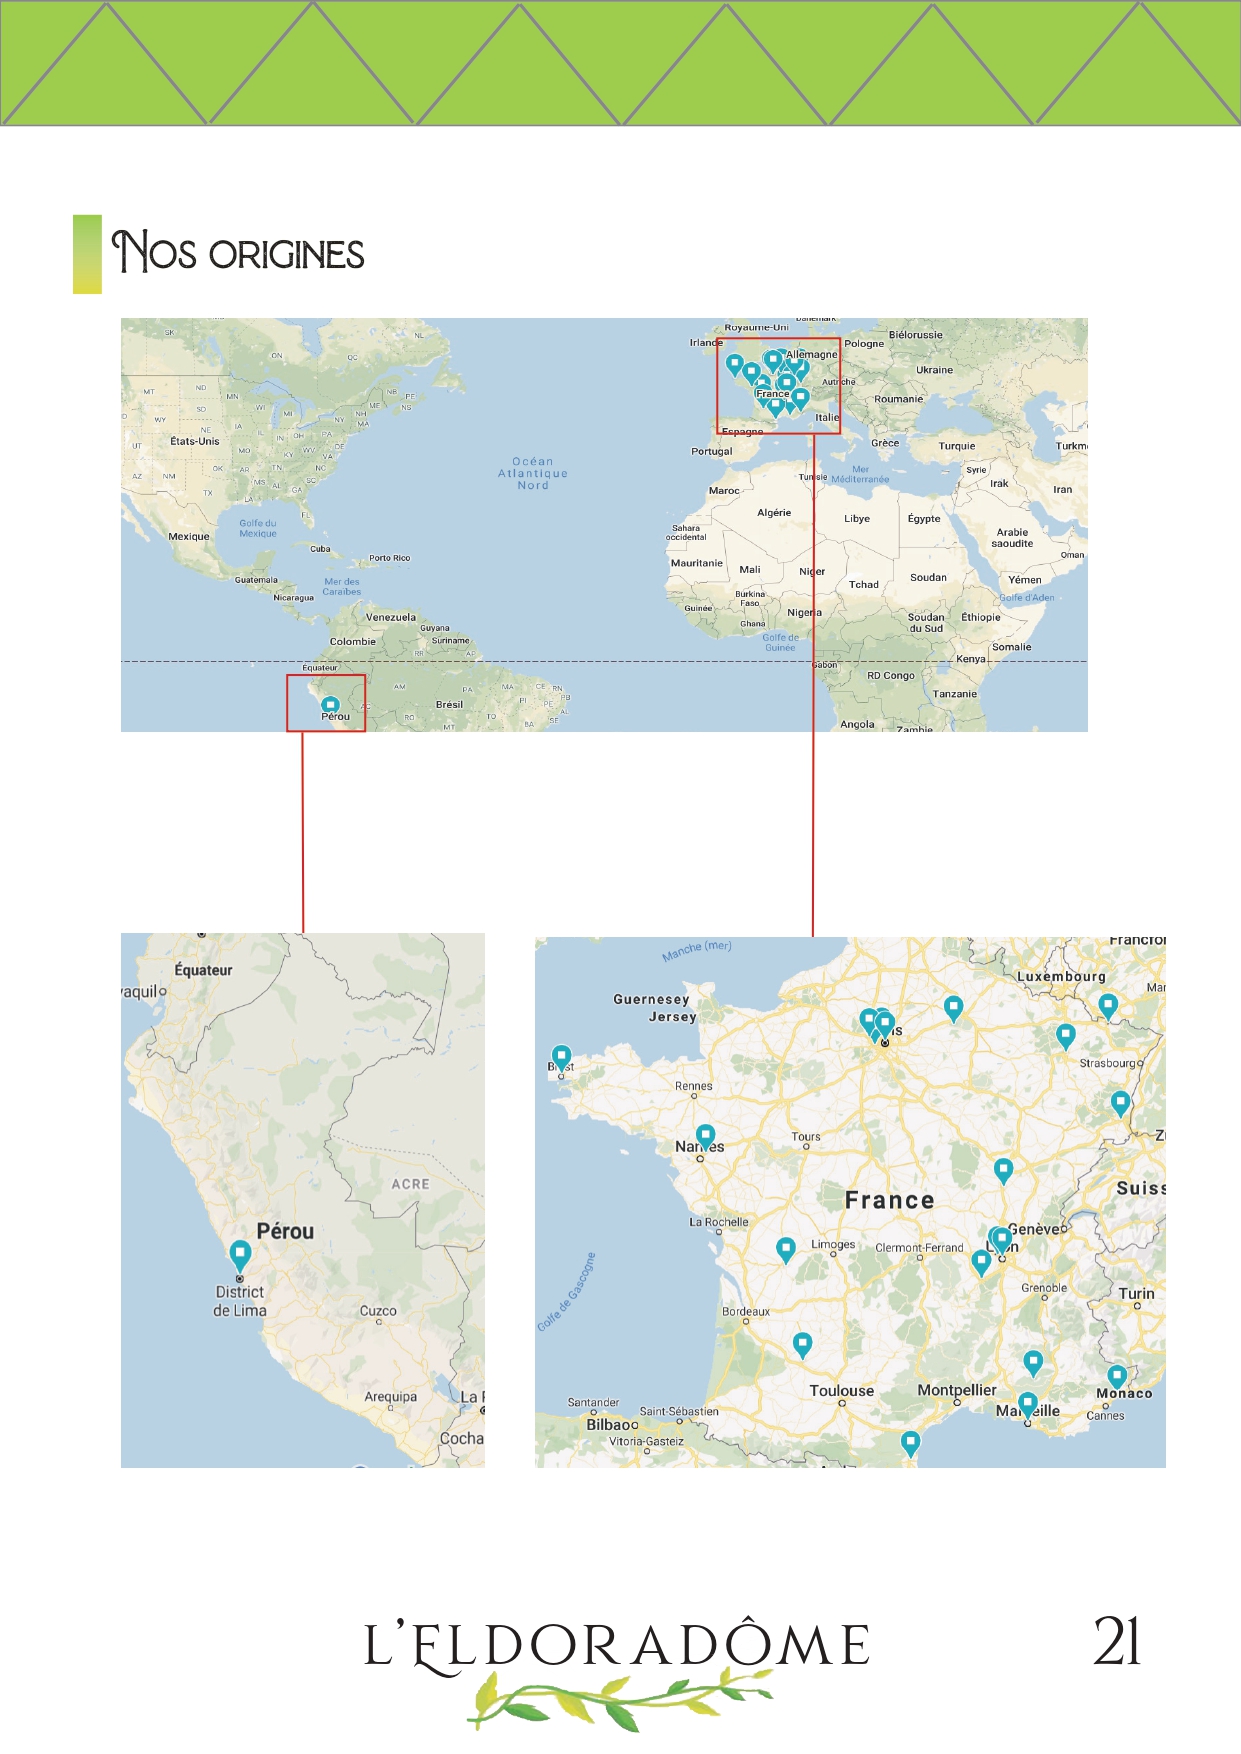 Nos origines
Danemark
Royaume-Uni
Irlande
Biélorussie
Pologne
Allemagne
Ukraine
Autriche
France
Roumanie
Italie
Espagne
Portugal
Grèce
Turquie
Turkm
Mer
Méditerranée
Syrie
Irak
Iran
Tunisie
Maroc
Algérie
Libye
Égypte
Arabie
saoudite
Oman
Sahara
occidental
Mauritanie
Mali
Niger
Tchad
Soudan
Yémen
Golfe d'Aden
Burkina
Faso
Guinée
Ghana
Nigeria
Soudan
du Sud
Éthiopie
Golfe de
Guinée
Somalie
Gabon
Kenya
RD Congo
Tanzanie
Angola
Zambie
SK
ON
QC
NL
MT
ND
MN
NB
PE
NS
ID
SD
WI
MI
VT
NH
ME
WY
IA
NY
MA
NE
IL
IN
OH
PA
UT
États-Unis
MO
KY
WV
DE
VA
AZ
NM
OK
AR
TN
NC
MS
AL
SC
GA
TX
LA
FL
Océan
Atlantique
Nord
Golfe du
Mexique
Mexique
Cuba
Porto Rico
Guatemala
Mer des
Caraïbes
Nicaragua
Venezuela
Guyana
Colombie
Suriname
RR
AP
Équateur
AM
PA
MA
CE
RN
PB
PI
AC
Brésil
Pérou
RO
TO
SE
BA
MT
Équateur
yaquil
ACRE
Pérou
District
de Lima
Cuzco
Arequipa
La P
Cocha
Manche (mer)
Francfor
Luxembourg
Mar
Guernesey
Jersey
is
Strasbourg
Brest
Rennes
Nantes
Tours
Zu
France
Suiss
La Rochelle
Genève
Limoges
Clermont-Ferrand
Lyon
Golfe de Gascogne
Grenoble
Turin
Bordeaux
Toulouse
Montpellier
Monaco
Marseille
Cannes
Santander
Saint-Sébastien
Bilbao
Vitoria-Gasteiz
L'Eldoradôme
21